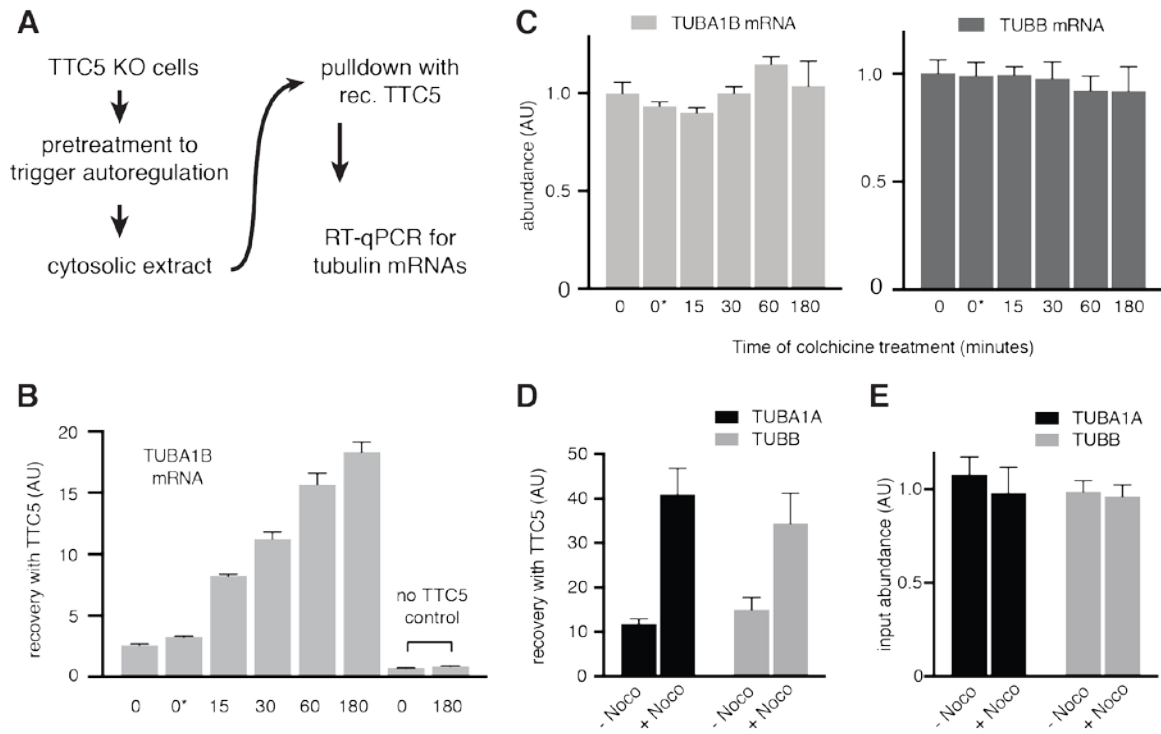 A
TTC5 KO cells
pretreatment to
trigger autoregulation
cytosolic extract
pulldown with
rec. TTC5
RT-qPCR for
tubulin mRNAs
C
TUBA1B mRNA
TUBB mRNA
abundance (AU)
1.0
0.5
0
0 0* 15 30 60 180
1.0
0.5
0
0 0* 15 30 60 180
Time of colchicine treatment (minutes)
B
TUBA1B
mRNA
recovery with TTC5 (AU)
20
15
10
5
0
no TTC5
control
0 0* 15 30 60 180 0 180
D
TUBA1A
TUBB
recovery with TTC5 (AU)
50
40
30
20
10
0
- Noco + Noco - Noco + Noco
E
TUBA1A
TUBB
input abundance (AU)
1.0
0.5
0
- Noco + Noco - Noco + Noco